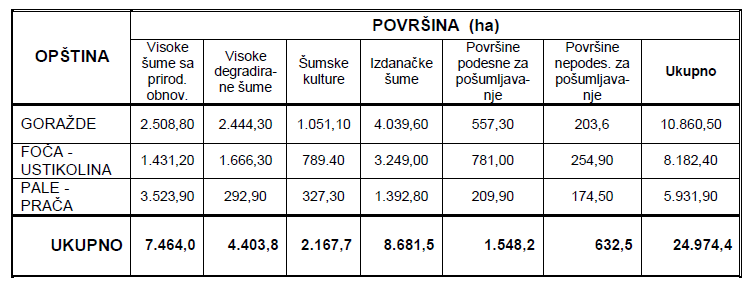 OPŠTINA
POVRŠINA (ha)
Visoke
šume sa
prirod.
obnov.
Visoke
degradira-
ne šume
Šumske
kulture
Izdanačke
šume
Površine
podesne za
pošumljava-
nje
Površine
nepodes. za
pošumljava-
nje
Ukupno
GORAŽDE 2.508,80 2.444,30 1.051,10 4.039,60 557,30 203,6 10.860,50
FOČA -
USTIKOLINA 1.431,20 1.666,30 789.40 3.249,00 781,00 254,90 8.182,40
PALE -
PRAČA 3.523,90 292,90 327,30 1.392,80 209,90 174,50 5.931,90
UKUPNO 7.464,0 4.403,8 2.167,7 8.681,5 1.548,2 632,5 24.974,4